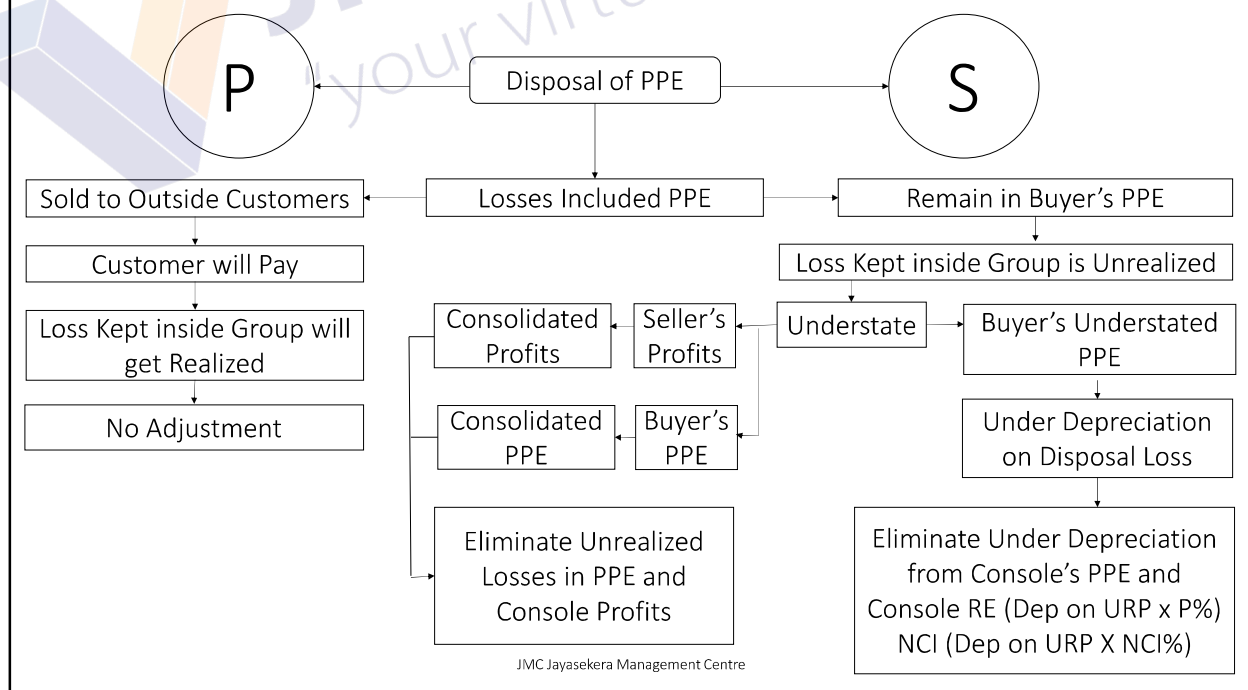 "your virtu
P
Disposal of PPE
S
Sold to Outside Customers
Losses Included PPE
Remain in Buyer's PPE
Customer will Pay
Loss Kept inside Group is Unrealized
Loss Kept inside Group will
get Realized
Consolidated
Profits
Seller's
Profits
Understate
Buyer's Understated
PPE
No Adjustment
Consolidated
PPE
Buyer's
PPE
Under Depreciation
on Disposal Loss
Eliminate Unrealized
Losses in PPE and
Console Profits
Eliminate Under Depreciation
from Console's PPE and
Console RE (Dep on URP x P%)
NCI (Dep on URP X NCI%)
JMC Jayasekera Management Centre